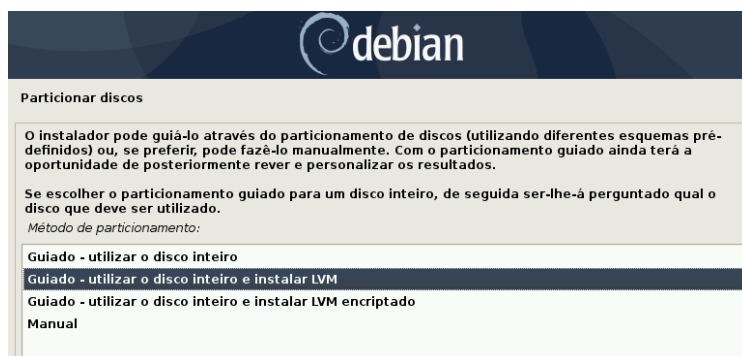 debian
Particionar discos
O instalador pode guiá-lo através do particionamento de discos (utilizando diferentes esquemas pré-
definidos) ou, se preferir, pode fazê-lo manualmente. Com o particionamento guiado ainda terá a
oportunidade de posteriormente rever e personalizar os resultados.
Se escolher o particionamento guiado para um disco inteiro, de seguida ser-lhe-á perguntado qual o
disco que deve ser utilizado.
Método de particionamento:
Guiado - utilizar o disco inteiro
Guiado - utilizar o disco inteiro e instalar LVM
Guiado - utilizar o disco inteiro e instalar LVM encriptado
Manual